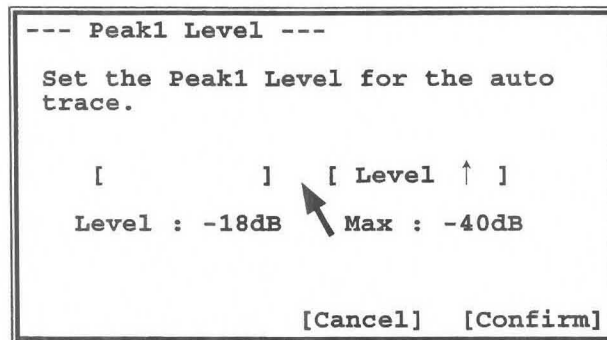 --- Peak1 Level ---
Set the Peak1 Level for the auto
trace.
[ ] [ Level ↑ ]
Level : -18dB Max : -40dB
[Cancel] [Confirm]